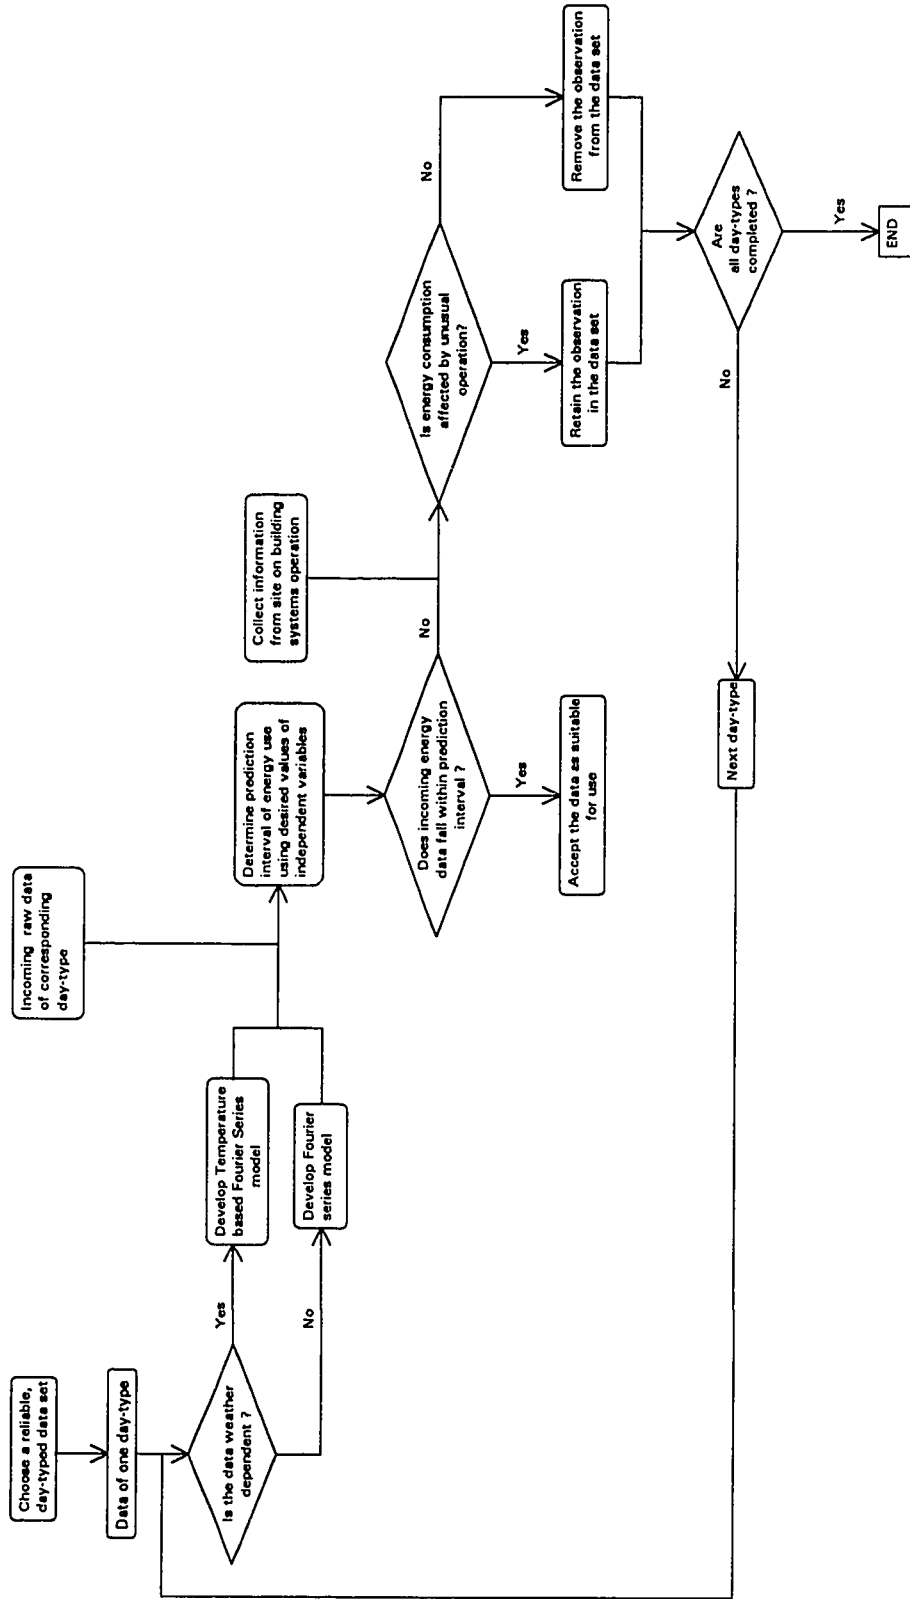 Choose a reliable,
day-typed data set
Data of one day-type
Is the data weather
dependent ?
Yes
No
Develop Temperature
based Fourier Series
model
Develop Fourier
series model
Incoming raw data
of corresponding
day-type
Determine prediction
interval of energy use
using desired values of
independent variables
Does incoming energy
data fall within prediction
interval ?
Yes
Accept the data as suitable
for use
No
Collect information
from site on building
systems operation
Is energy consumption
affected by unusual
operation?
Yes
No
Retain the observation
in the data set
Remove the observation
from the data set
Are
all day-types
completed ?
No
Yes
Next day-type
END